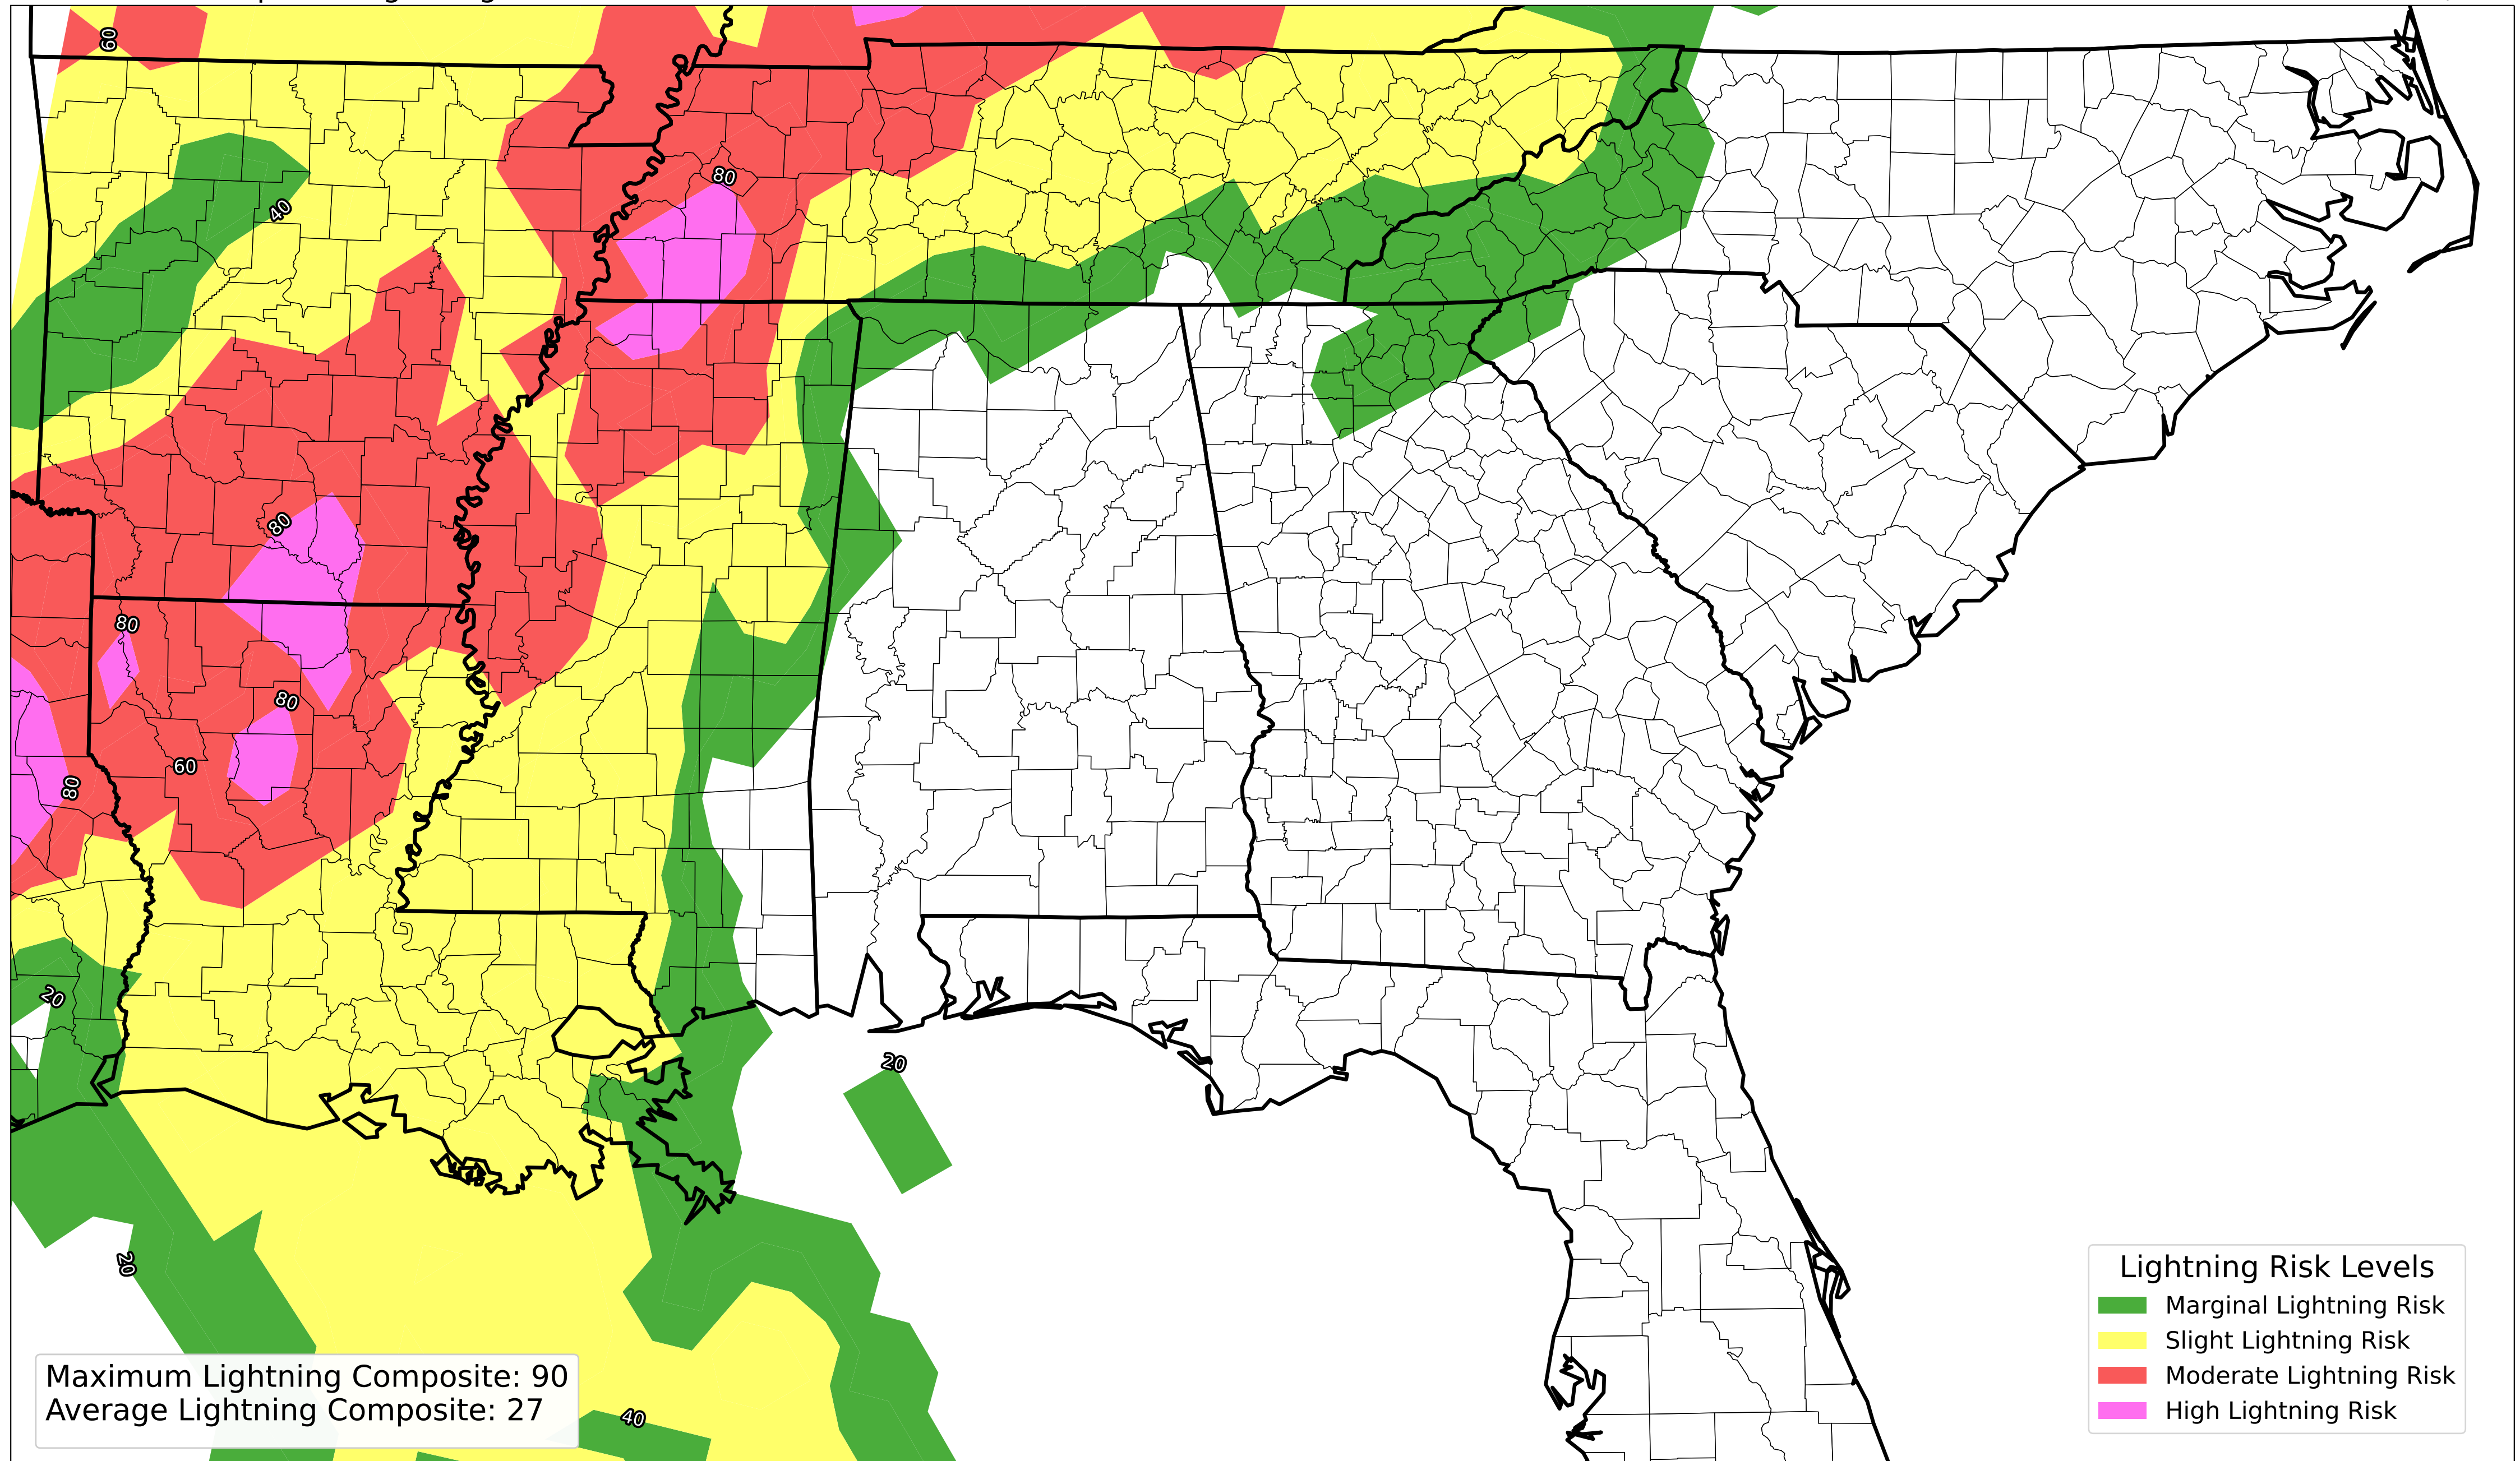 60
80
40
80
80
80
60
80
20
20
20
40
Lightning Risk Levels
Marginal Lightning Risk
Slight Lightning Risk
Moderate Lightning Risk
High Lightning Risk
Maximum Lightning Composite: 90
Average Lightning Composite: 27